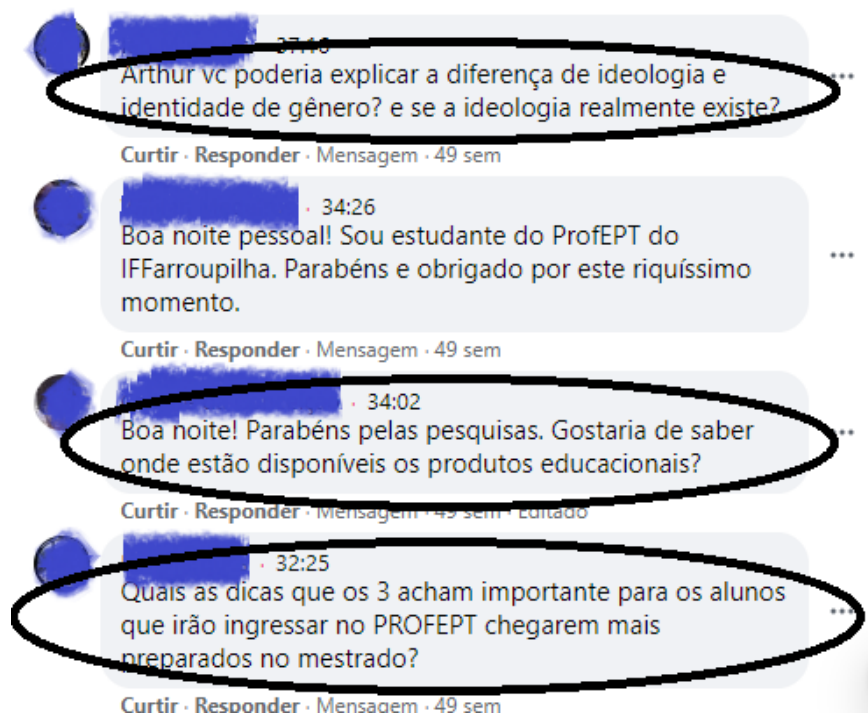 37:16
Arthur vc poderia explicar a diferença de ideologia e
identidade de gênero? e se a ideologia realmente existe?
Curtir · Responder · Mensagem · 49 sem
· 34:26
Boa noite pessoal! Sou estudante do ProfEPT do
IFFarroupilha. Parabéns e obrigado por este riquíssimo
momento.
Curtir · Responder · Mensagem · 49 sem
· 34:02
Boa noite! Parabéns pelas pesquisas. Gostaria de saber
onde estão disponíveis os produtos educacionais?
Curtir · Responder · Mensagem · 49 sem · Editado
· 32:25
Quais as dicas que os 3 acham importante para os alunos
que irão ingressar no PROFEPT chegarem mais
preparados no mestrado?
Curtir · Responder · Mensagem · 49 sem